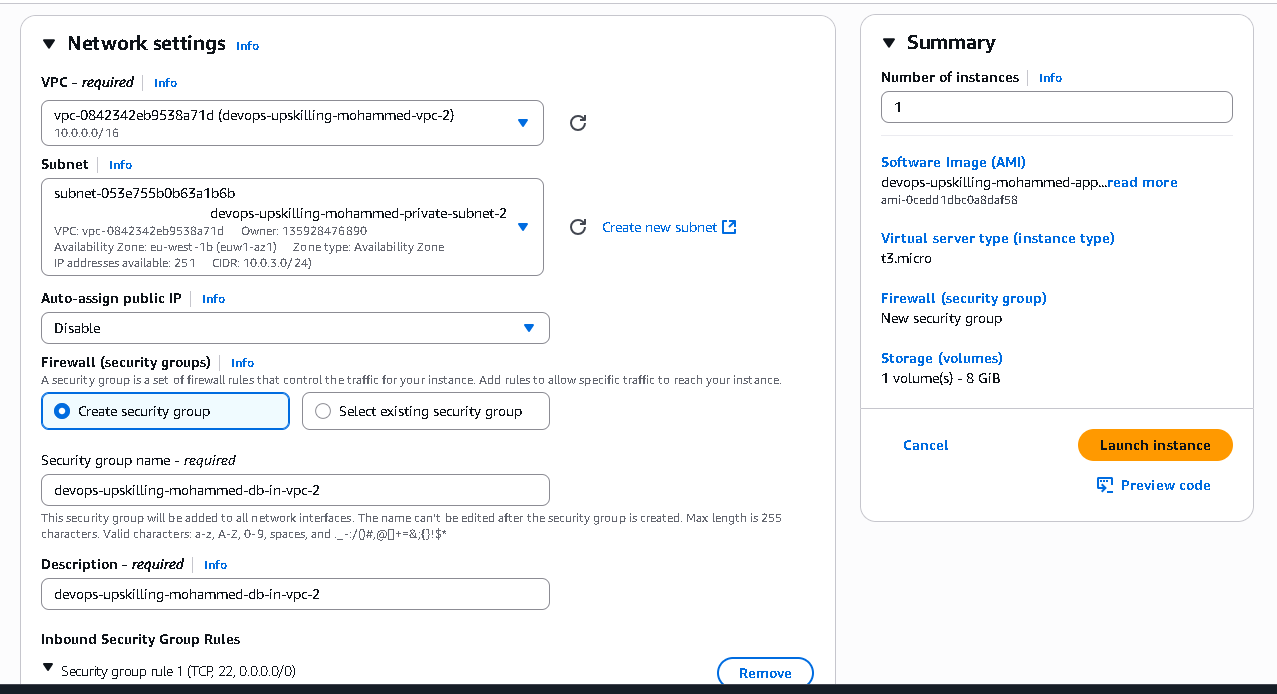 Network settings Info
VPC - required Info
vpc-0842342eb9538a71d (devops-upskilling-mohammed-vpc-2)
10.0.0.0/16
Subnet Info
subnet-053e755b0b63a1b6b
devops-upskilling-mohammed-private-subnet-2
VPC: vpc-0842342eb9538a71d Owner: 135928476890
Availability Zone: eu-west-1b (euw1-az1) Zone type: Availability Zone
IP addresses available: 251 CIDR: 10.0.3.0/24)
Create new subnet
Auto-assign public IP Info
Disable
Firewall (security groups) Info
A security group is a set of firewall rules that control the traffic for your instance. Add rules to allow specific traffic to reach your instance.
Create security group
Select existing security group
Security group name - required
devops-upskilling-mohammed-db-in-vpc-2
This security group will be added to all network interfaces. The name can't be edited after the security group is created. Max length is 255
characters. Valid characters: a-z, A-Z, 0-9, spaces, and ._-:/()#,@[]+=&;{}!$*
Description - required Info
devops-upskilling-mohammed-db-in-vpc-2
Inbound Security Group Rules
Security group rule 1 (TCP, 22, 0.0.0.0/0)
Remove
Summary
Number of instances Info
1
Software Image (AMI)
devops-upskilling-mohammed-app...read more
ami-0cedd1dbc0a8daf58
Virtual server type (instance type)
t3.micro
Firewall (security group)
New security group
Storage (volumes)
1 volume(s) - 8 GiB
Cancel
Launch instance
Preview code